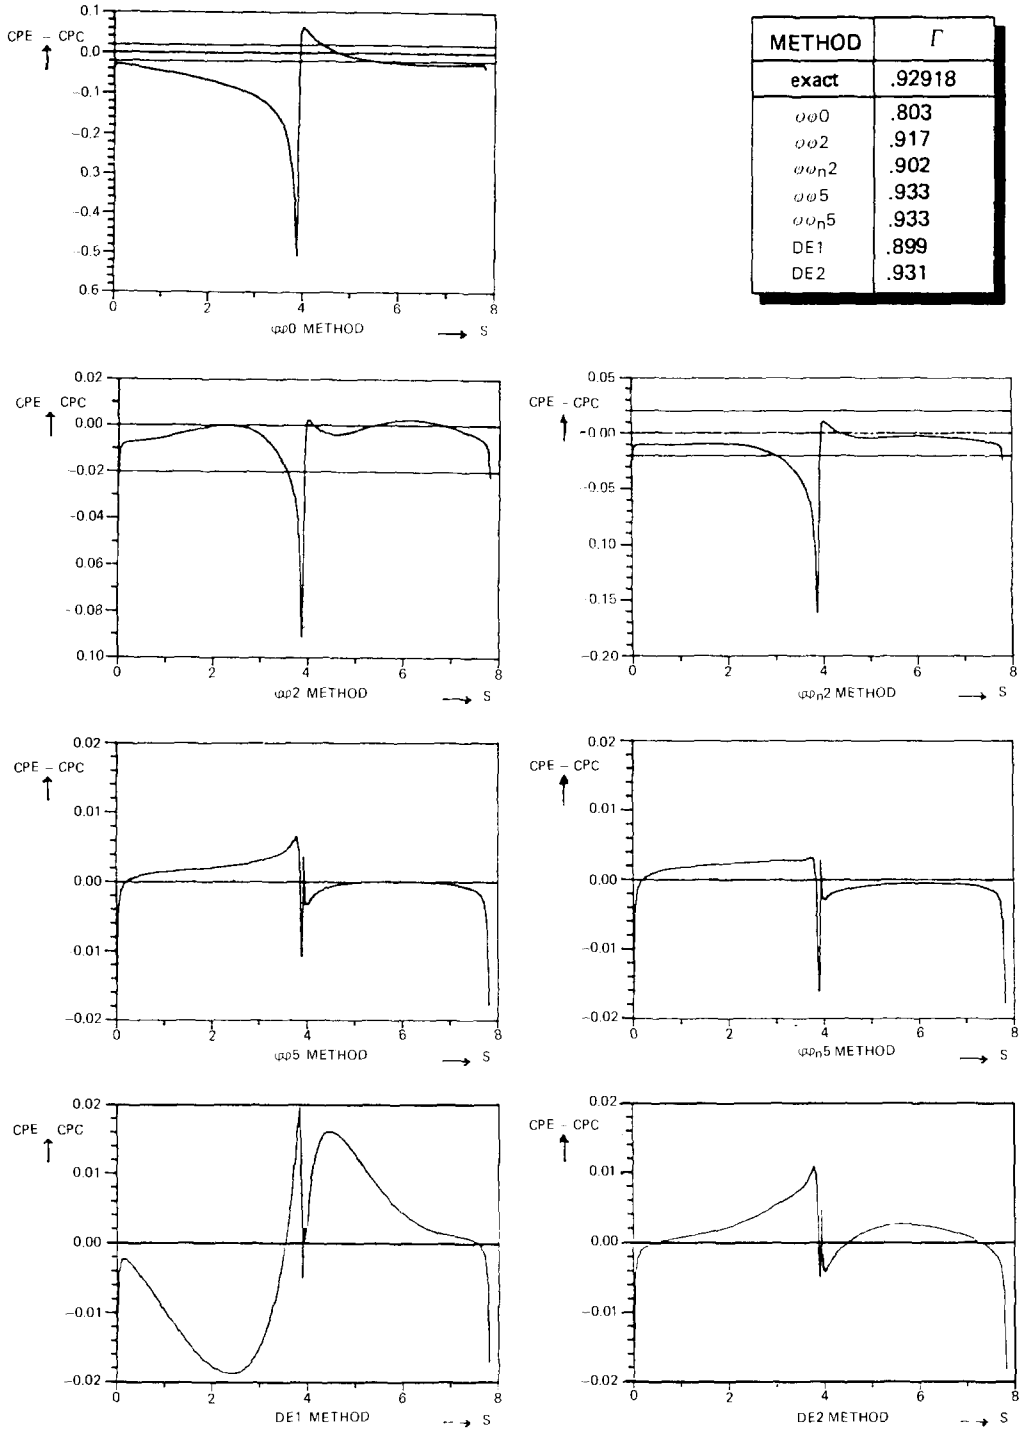 0.1
CPE – CPC
0.0
–0.1
–0.2
0.3
–0.4
–0.5
0.6
0 2 4 6 8
φφ0 METHOD
S
METHOD Γ
exact .92918
φφ0 .803
φφ2 .917
φφn2 .902
φφ5 .933
φφn5 .933
DE1 .899
DE2 .931
0.02
CPE CPC
0.00
–0.02
–0.04
0.06
–0.08
0.10
0 2 4 6 8
φφ2 METHOD
S
0.05
CPE – CPC
–0.00
–0.05
0.10
–0.15
–0.20
0 2 4 6 8
φφn2 METHOD
S
0.02
CPE – CPC
0.01
0.00
–0.01
–0.02
0 2 4 6 8
φφ5 METHOD
S
0.02
CPE – CPC
0.01
0.00
–0.01
–0.02
0 2 4 6 8
φφn5 METHOD
S
0.02
CPE CPC
0.01
0.00
–0.01
–0.02
0 2 4 6 8
DE1 METHOD
S
0.02
CPE – CPC
0.01
0.00
–0.01
–0.02
0 2 4 6 8
DE2 METHOD
S